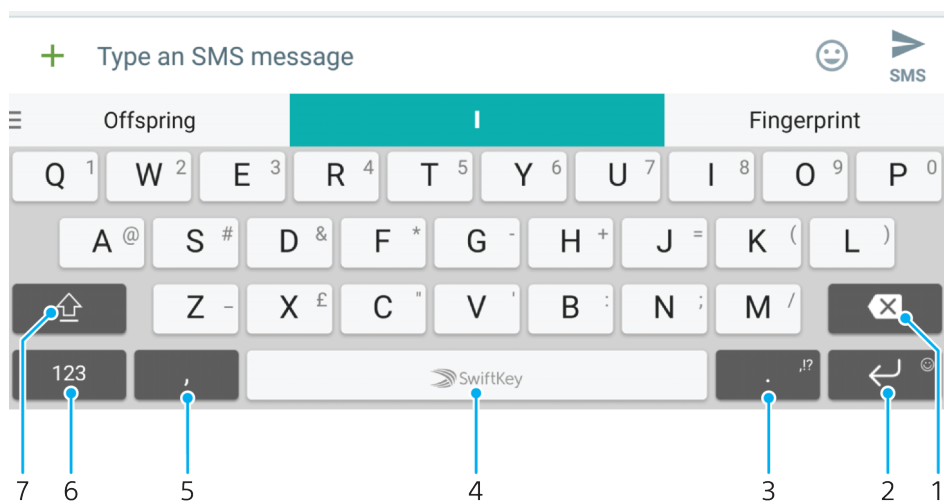 Type an SMS message
SMS
Offspring I Fingerprint
Q 1 W 2 E 3 R 4 T 5 Y 6 U 7 I 8 O 9 P 0
A @ S # D & F * G - H + J = K ( L )
Z _ X £ C " V ' B : N ; M /
123 , SwiftKey . ,!?
7 6 5 4 3 2 1